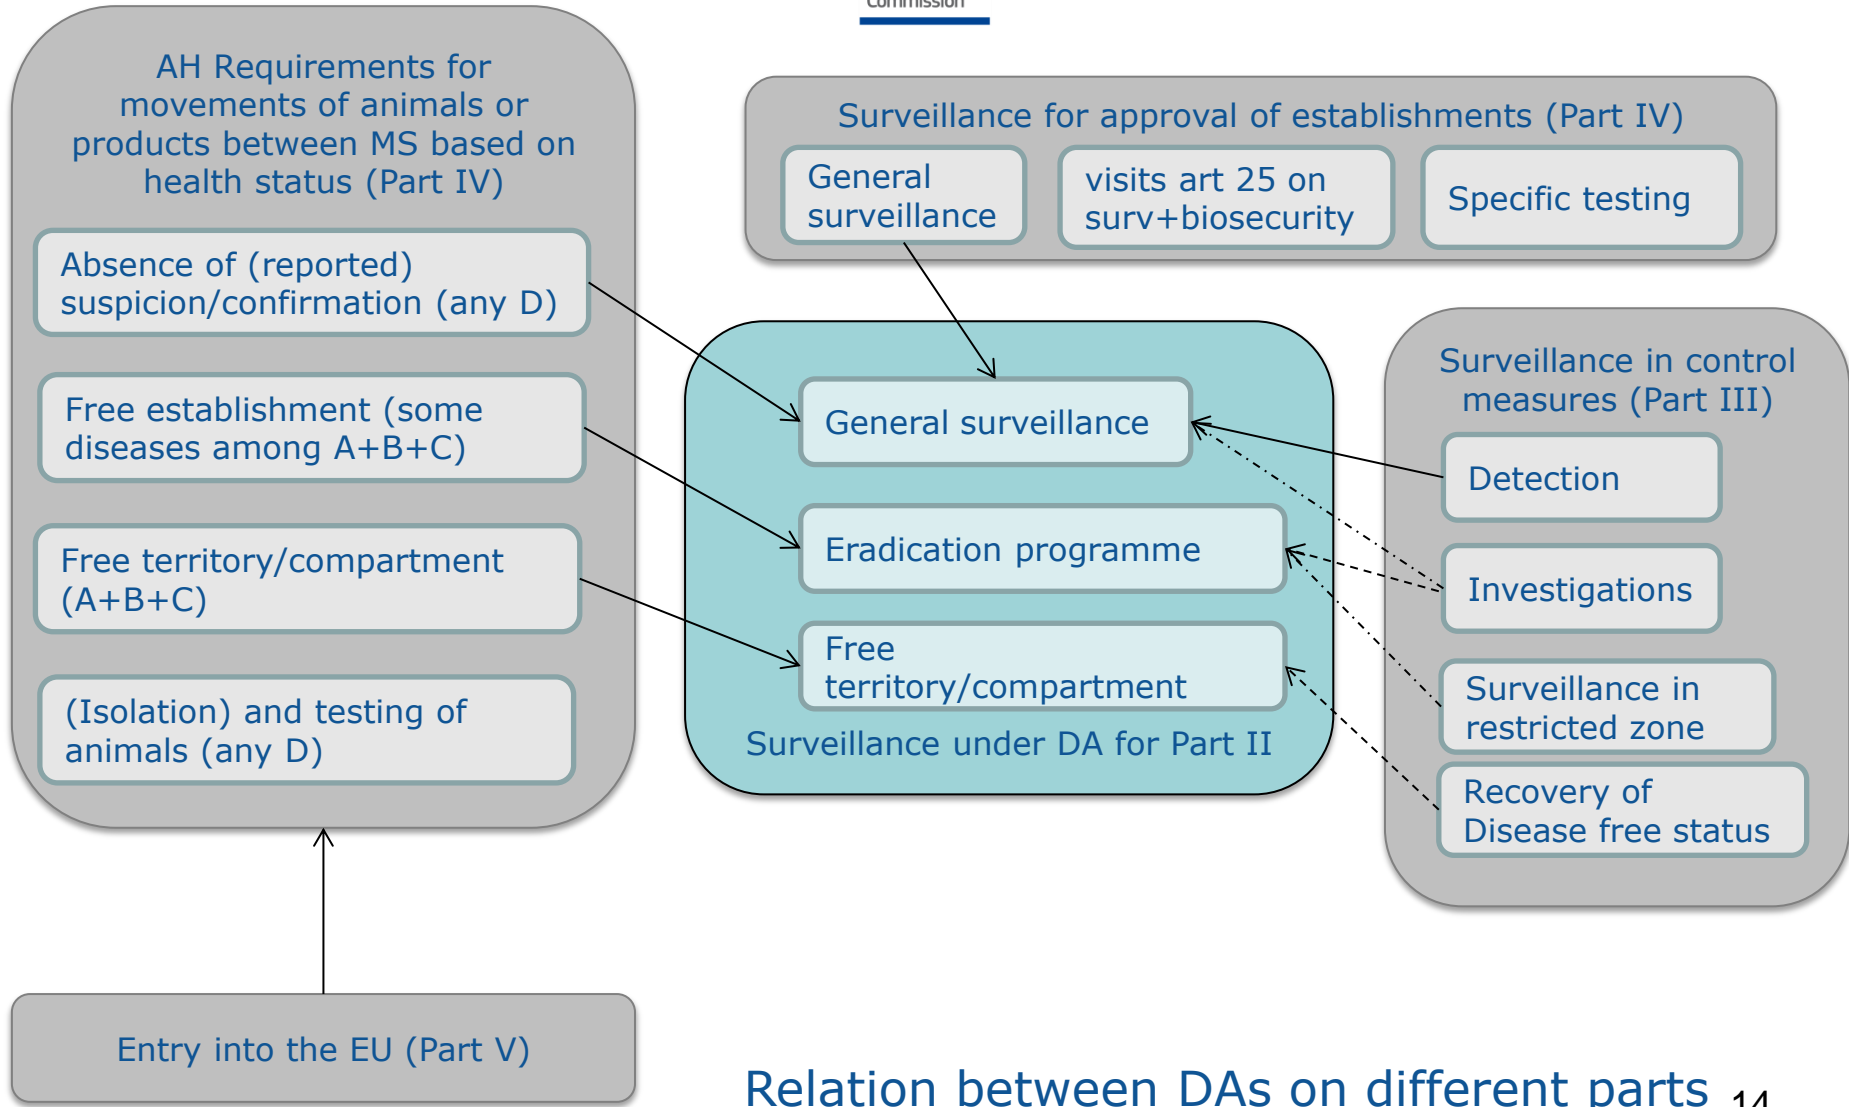 Commission
AH Requirements for
movements of animals or
products between MS based on
health status (Part IV)
Absence of (reported)
suspicion/confirmation (any D)
Free establishment (some
diseases among A+B+C)
Free territory/compartment
(A+B+C)
(Isolation) and testing of
animals (any D)
Entry into the EU (Part V)
Surveillance for approval of establishments (Part IV)
General
surveillance
visits art 25 on
surv+biosecurity
Specific testing
General surveillance
Eradication programme
Free
territory/compartment
Surveillance under DA for Part II
Surveillance in control
measures (Part III)
Detection
Investigations
Surveillance in
restricted zone
Recovery of
Disease free status
Relation between DAs on different parts
14